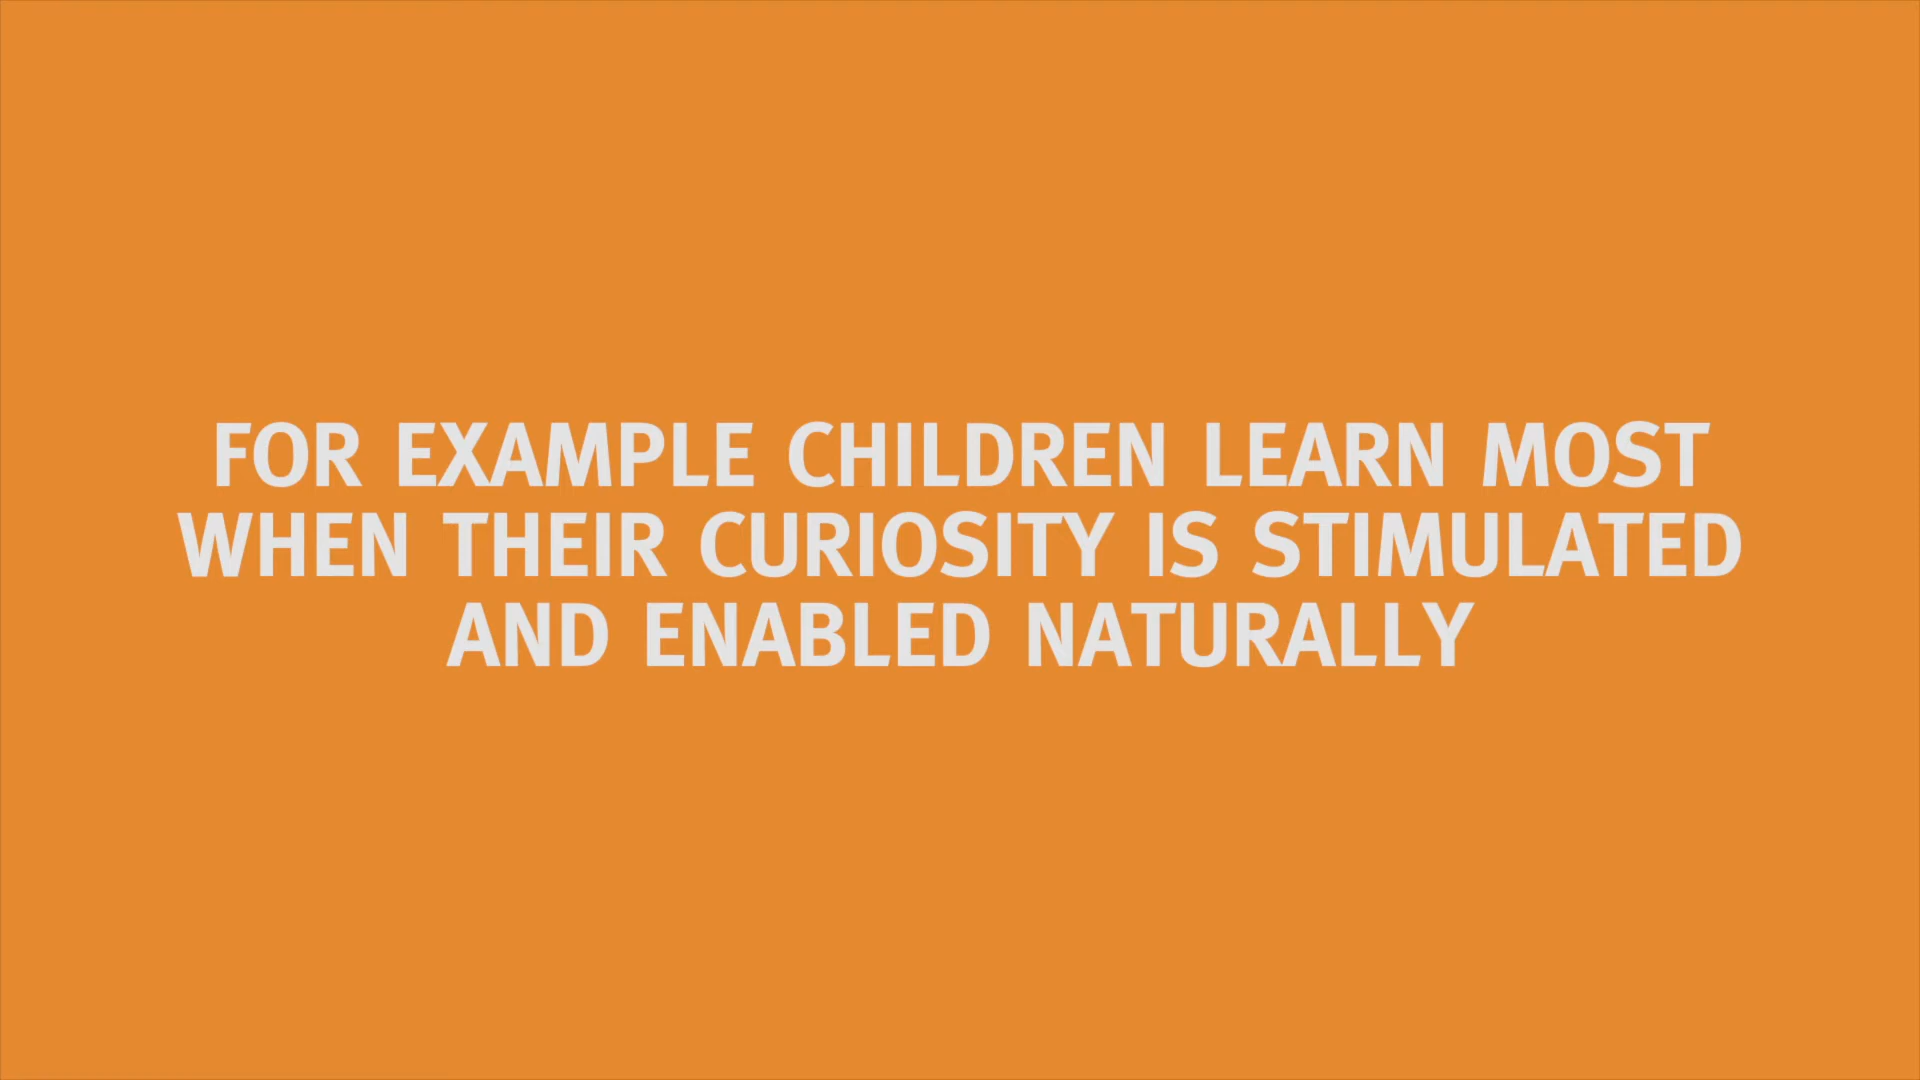 FOR EXAMPLE CHILDREN LEARN MOST
WHEN THEIR CURIOSITY IS STIMULATED
AND ENABLED NATURALLY